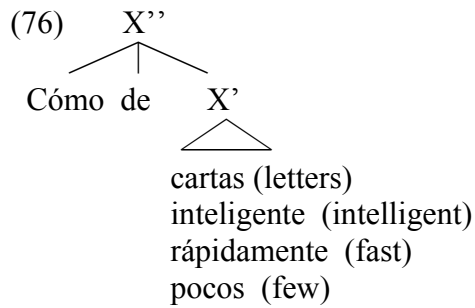 (76) X’’
Cómo de X’
cartas (letters)
inteligente (intelligent)
rápidamente (fast)
pocos (few)